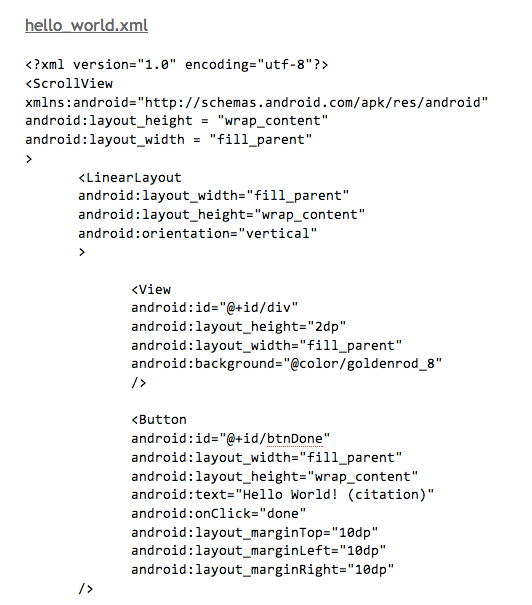 hello_world.xml
<?xml version="1.0" encoding="utf-8"?>
<ScrollView
xmlns:android="http://schemas.android.com/apk/res/android"
android:layout_height = "wrap_content"
android:layout_width = "fill_parent"
>
<LinearLayout
android:layout_width="fill_parent"
android:layout_height="wrap_content"
android:orientation="vertical"
>
<View
android:id="@+id/div"
android:layout_height="2dp"
android:layout_width="fill_parent"
android:background="@color/goldenrod_8"
/>
<Button
android:id="@+id/btnDone"
android:layout_width="fill_parent"
android:layout_height="wrap_content"
android:text="Hello World! (citation)"
android:onClick="done"
android:layout_marginTop="10dp"
android:layout_marginLeft="10dp"
android:layout_marginRight="10dp"
/>